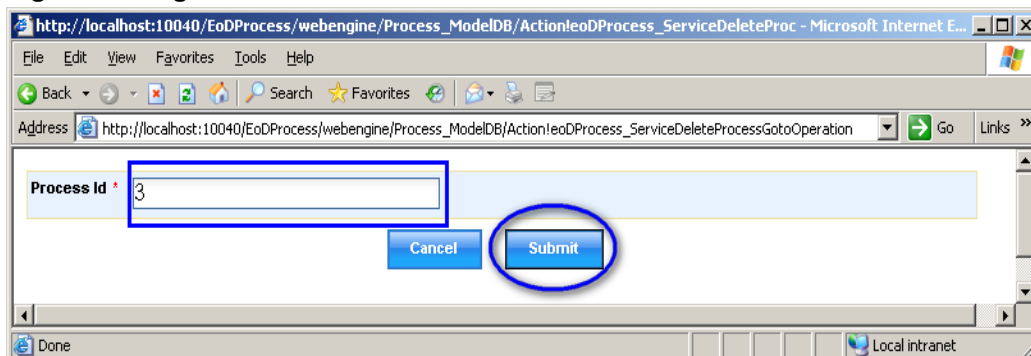 http://localhost:10040/EoDProcess/webengine/Process_ModelDB/Action!eoDProcess_ServiceDeleteProc - Microsoft Internet E...
File Edit View Favorites Tools Help
Back Search Favorites
Address http://localhost:10040/EoDProcess/webengine/Process_ModelDB/Action!eoDProcess_ServiceDeleteProcessGotoOperation Go Links »
Process Id * 3
Cancel Submit
Done Local intranet